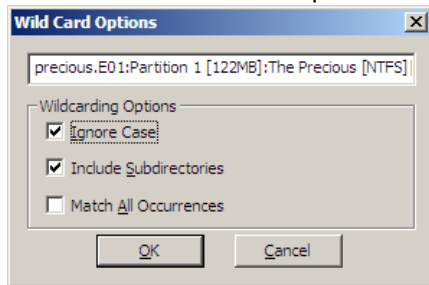 Wild Card Options
precious.E01:Partition 1 [122MB]:The Precious [NTFS]|
Wildcarding Options
Ignore Case
Include Subdirectories
Match All Occurrences
OK
Cancel